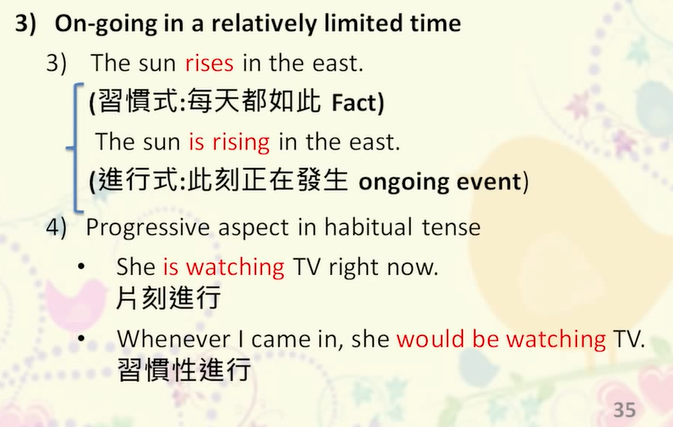 3) On-going in a relatively limited time
3) The sun rises in the east.
(習慣式:每天都如此 Fact)
The sun is rising in the east.
(進行式:此刻正在發生 ongoing event)
4) Progressive aspect in habitual tense
• She is watching TV right now.
片刻進行
• Whenever I came in, she would be watching TV.
習慣性進行
35